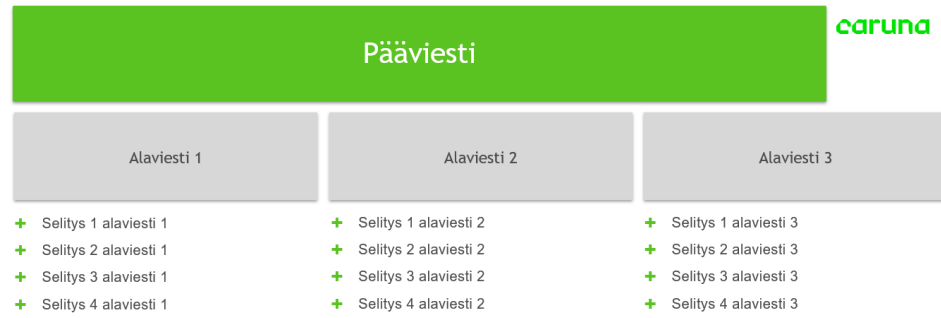 Pääviesti
caruna
Alaviesti 1
Alaviesti 2
Alaviesti 3
Selitys 1 alaviesti 1
Selitys 2 alaviesti 1
Selitys 3 alaviesti 1
Selitys 4 alaviesti 1
Selitys 1 alaviesti 2
Selitys 2 alaviesti 2
Selitys 3 alaviesti 2
Selitys 4 alaviesti 2
Selitys 1 alaviesti 3
Selitys 2 alaviesti 3
Selitys 3 alaviesti 3
Selitys 4 alaviesti 3